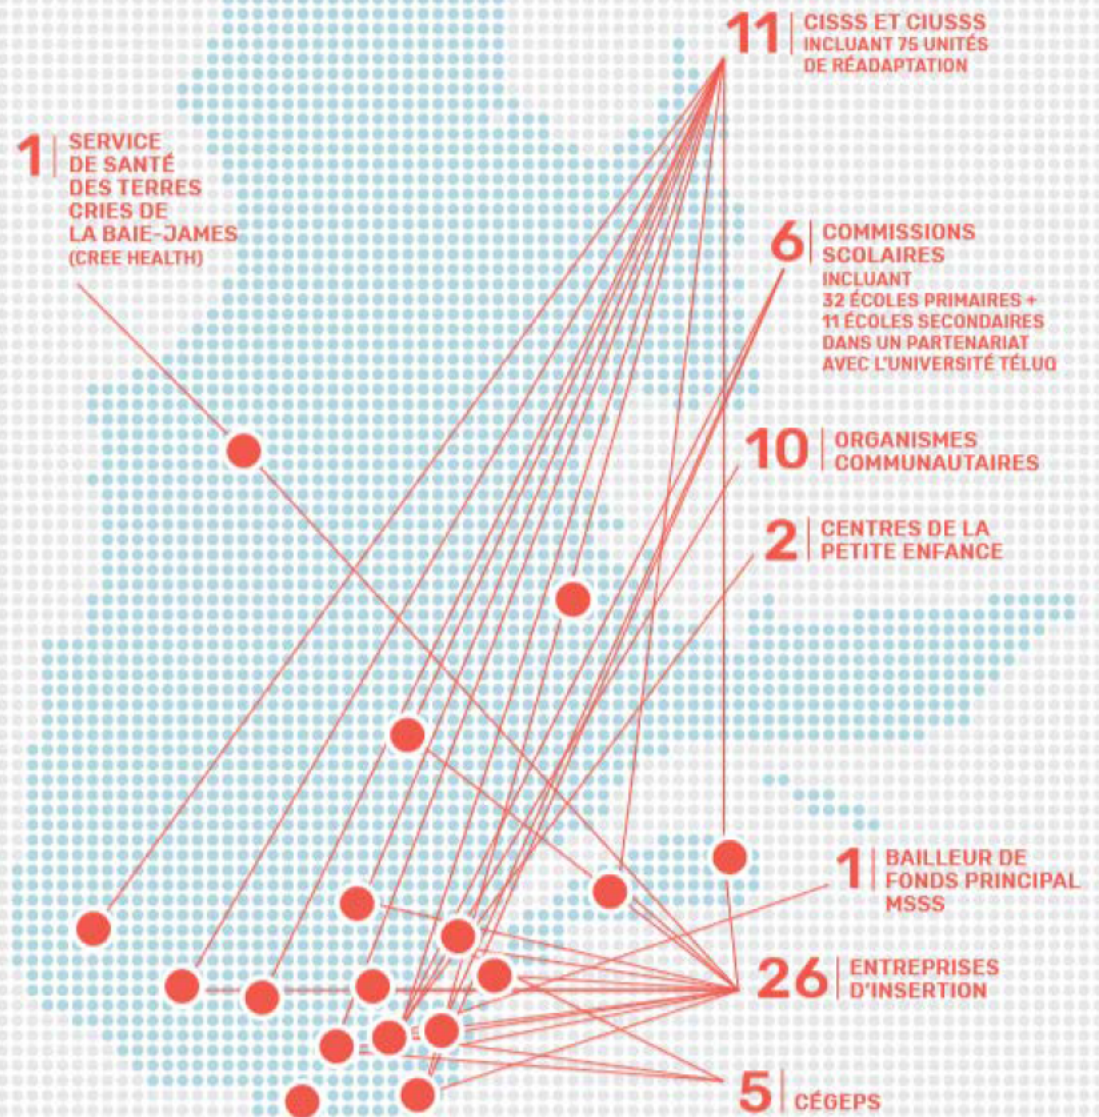 11 CISSS ET CIUSSS
INCLUANT 75 UNITÉS
DE RÉADAPTATION
1 SERVICE
DE SANTÉ
DES TERRES
CRIES DE
LA BAIE-JAMES
(CREE HEALTH)
6 COMMISSIONS
SCOLAIRES
INCLUANT
32 ÉCOLES PRIMAIRES +
11 ÉCOLES SECONDAIRES
DANS UN PARTENARIAT
AVEC L'UNIVERSITÉ TÉLUQ
10 ORGANISMES
COMMUNAUTAIRES
2 CENTRES DE LA
PETITE ENFANCE
1 BAILLEUR DE
FONDS PRINCIPAL
MSSS
26 ENTREPRISES
D'INSERTION
5 CÉGEPS